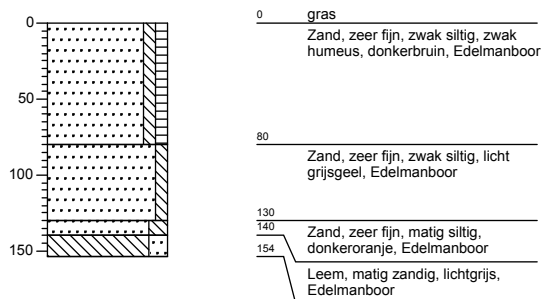 0
50
100
150
0 gras
Zand, zeer fijn, zwak siltig, zwak
humeus, donkerbruin, Edelmanboor
80
Zand, zeer fijn, zwak siltig, licht
grijsgeel, Edelmanboor
130
Zand, zeer fijn, matig siltig,
donkeroranje, Edelmanboor
140
Leem, matig zandig, lichtgrijs,
Edelmanboor
154